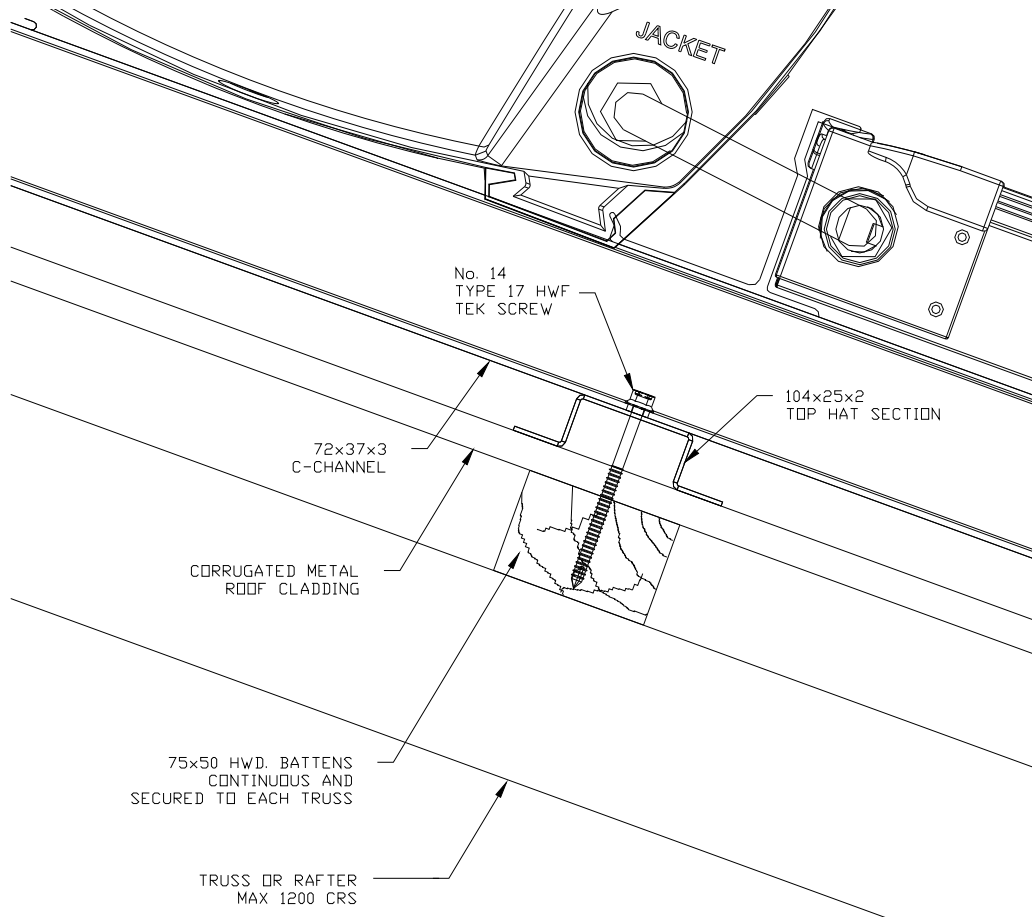 JACKET
No. 14
TYPE 17 HWF
TEK SCREW
104x25x2
TOP HAT SECTION
72x37x3
C-CHANNEL
CORRUGATED METAL
ROOF CLADDING
75x50 HWD. BATTENS
CONTINUOUS AND
SECURED TO EACH TRUSS
TRUSS OR RAFTER
MAX 1200 CRS